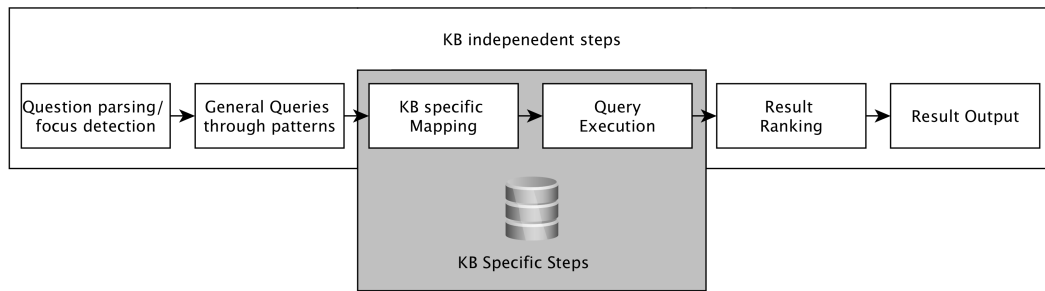 KB indepenedent steps
Question parsing/
focus detection
General Queries
through patterns
KB specific
Mapping
Query
Execution
Result
Ranking
Result Output
KB Specific Steps